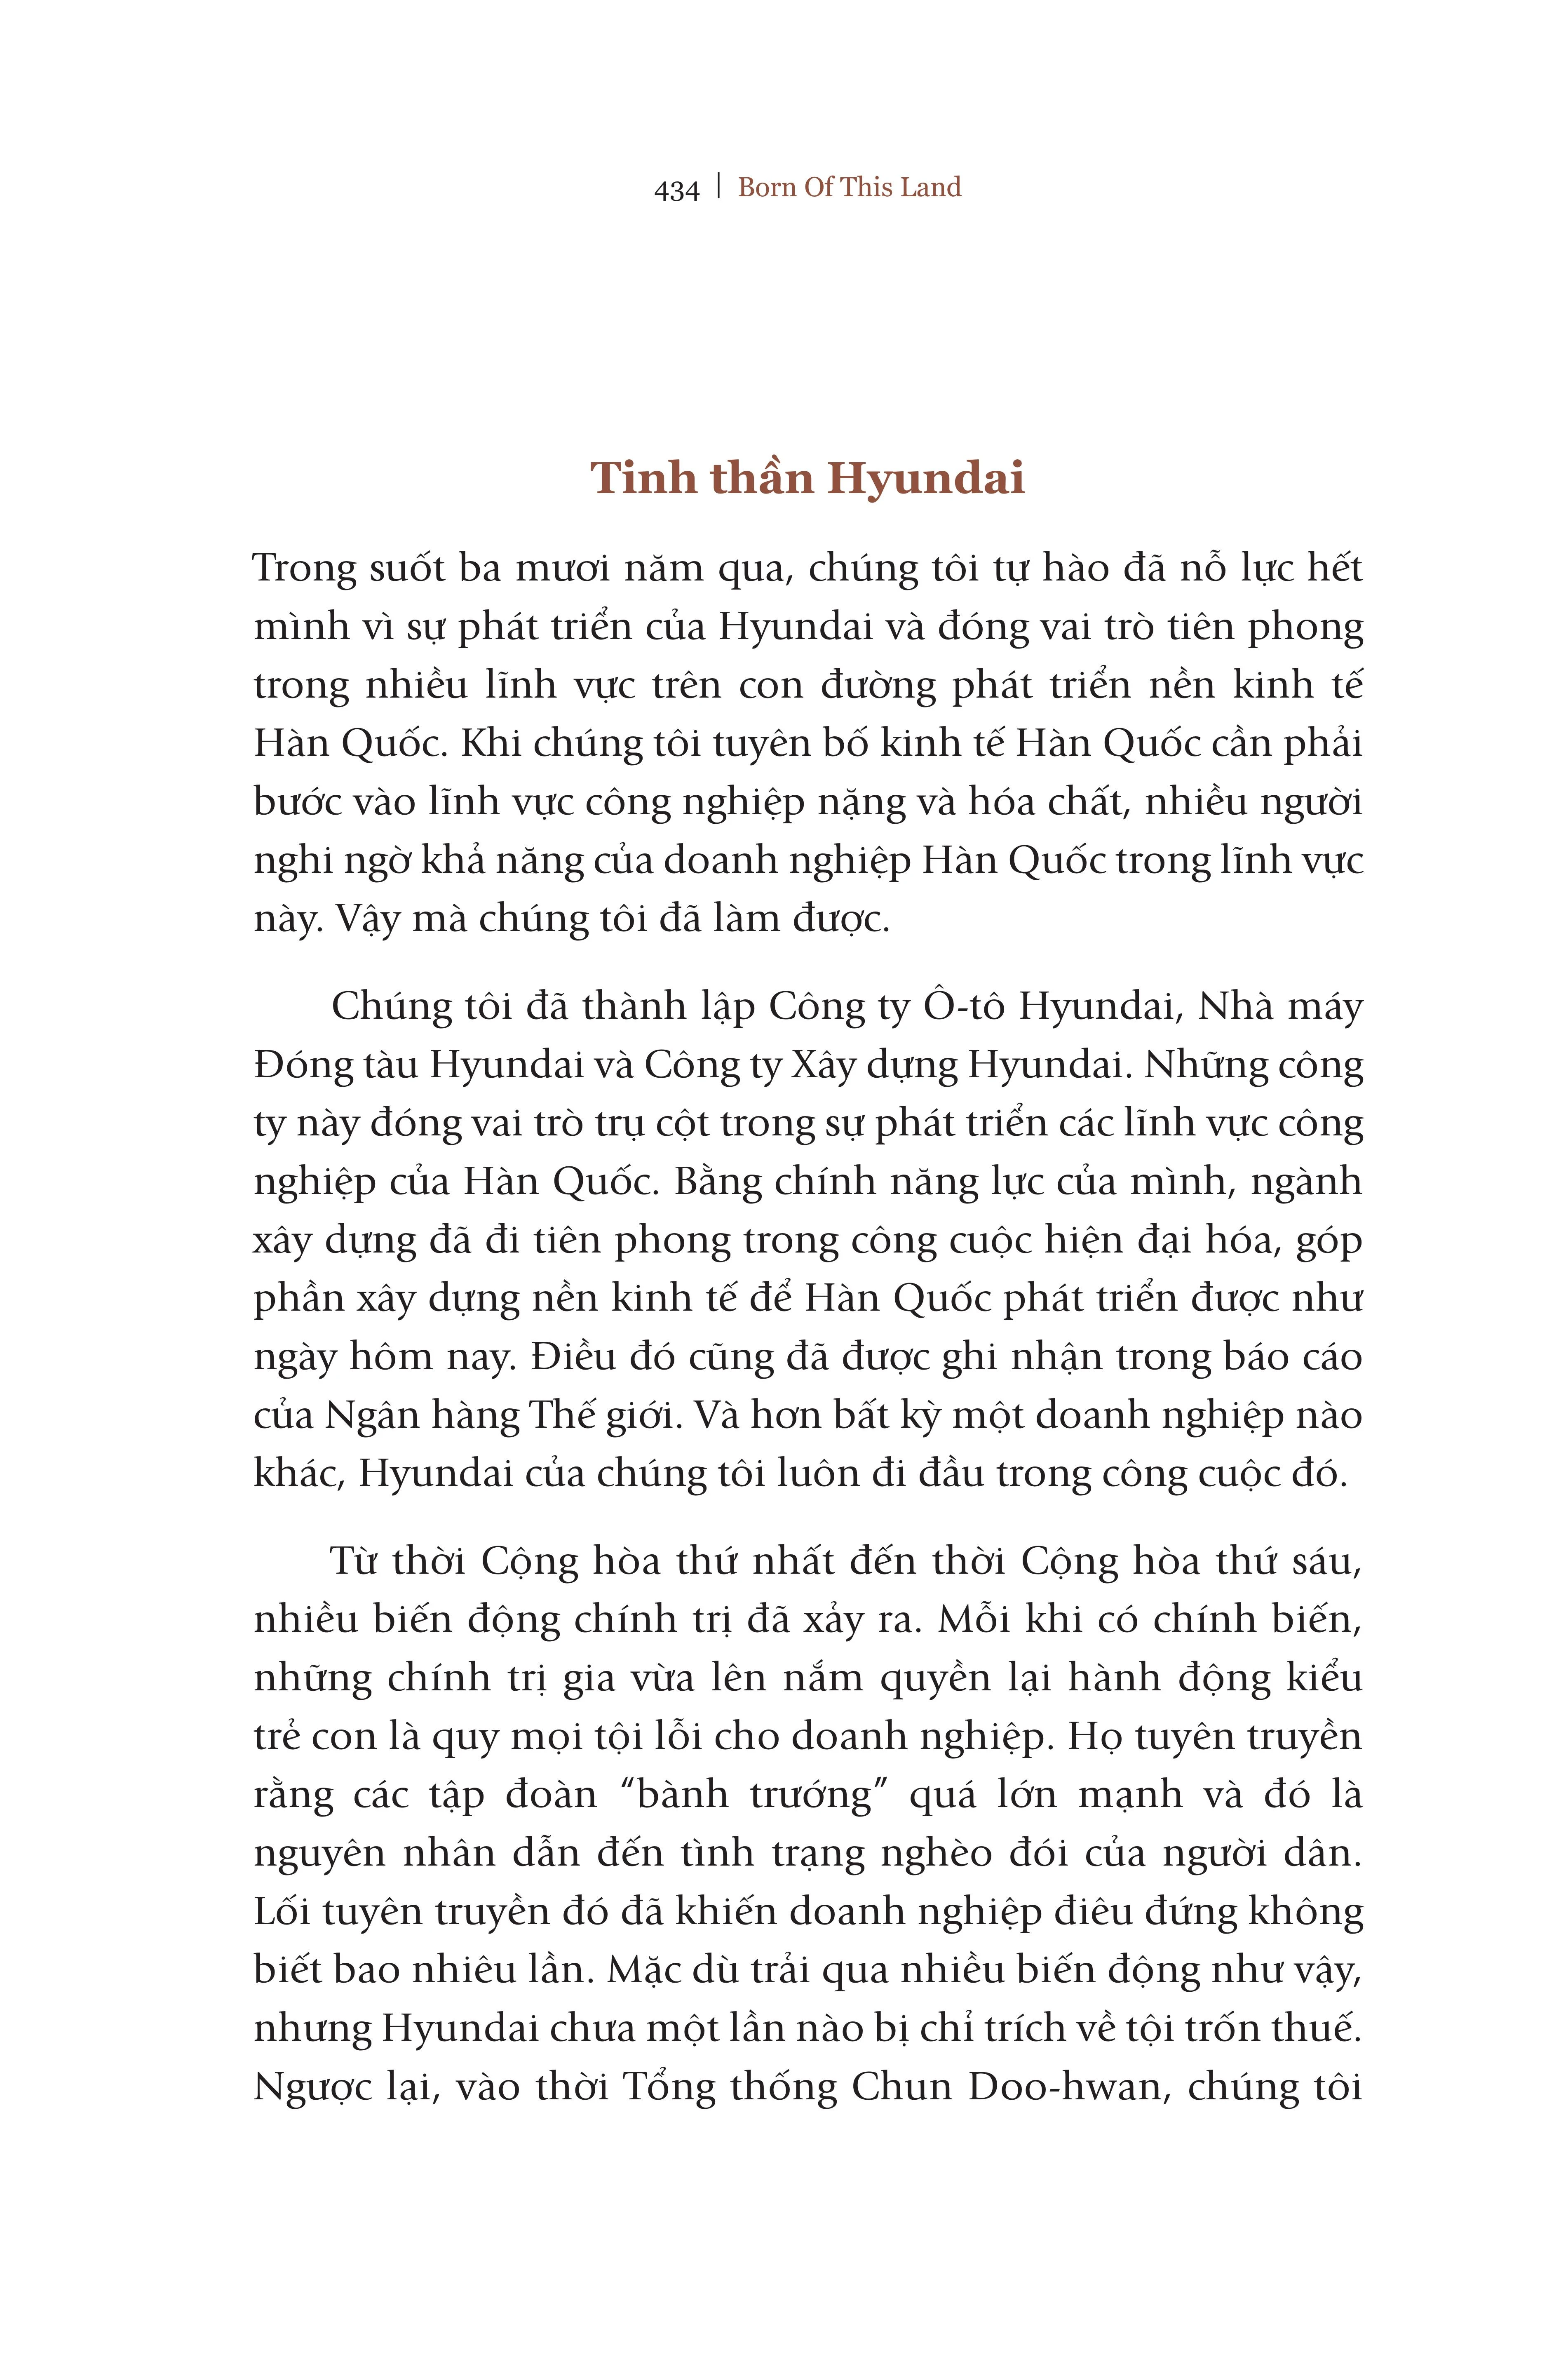 434 | Born Of This Land
Tinh thần Hyundai
Trong suốt ba mươi năm qua, chúng tôi tự hào đã nỗ lực hết
mình vì sự phát triển của Hyundai và đóng vai trò tiên phong
trong nhiều lĩnh vực trên con đường phát triển nền kinh tế
Hàn Quốc. Khi chúng tôi tuyên bố kinh tế Hàn Quốc cần phải
bước vào lĩnh vực công nghiệp nặng và hóa chất, nhiều người
nghi ngờ khả năng của doanh nghiệp Hàn Quốc trong lĩnh vực
này. Vậy mà chúng tôi đã làm được.
Chúng tôi đã thành lập Công ty Ô-tô Hyundai, Nhà máy
Đóng tàu Hyundai và Công ty Xây dựng Hyundai. Những công
ty này đóng vai trò trụ cột trong sự phát triển các lĩnh vực công
nghiệp của Hàn Quốc. Bằng chính năng lực của mình, ngành
xây dựng đã đi tiên phong trong công cuộc hiện đại hóa, góp
phần xây dựng nền kinh tế để Hàn Quốc phát triển được như
ngày hôm nay. Điều đó cũng đã được ghi nhận trong báo cáo
của Ngân hàng Thế giới. Và hơn bất kỳ một doanh nghiệp nào
khác, Hyundai của chúng tôi luôn đi đầu trong công cuộc đó.
Từ thời Cộng hòa thứ nhất đến thời Cộng hòa thứ sáu,
nhiều biến động chính trị đã xảy ra. Mỗi khi có chính biến,
những chính trị gia vừa lên nắm quyền lại hành động kiểu
trẻ con là quy mọi tội lỗi cho doanh nghiệp. Họ tuyên truyền
rằng các tập đoàn “bành trướng” quá lớn mạnh và đó là
nguyên nhân dẫn đến tình trạng nghèo đói của người dân.
Lối tuyên truyền đó đã khiến doanh nghiệp điêu đứng không
biết bao nhiêu lần. Mặc dù trải qua nhiều biến động như vậy,
nhưng Hyundai chưa một lần nào bị chỉ trích về tội trốn thuế.
Ngược lại, vào thời Tổng thống Chun Doo-hwan, chúng tôi